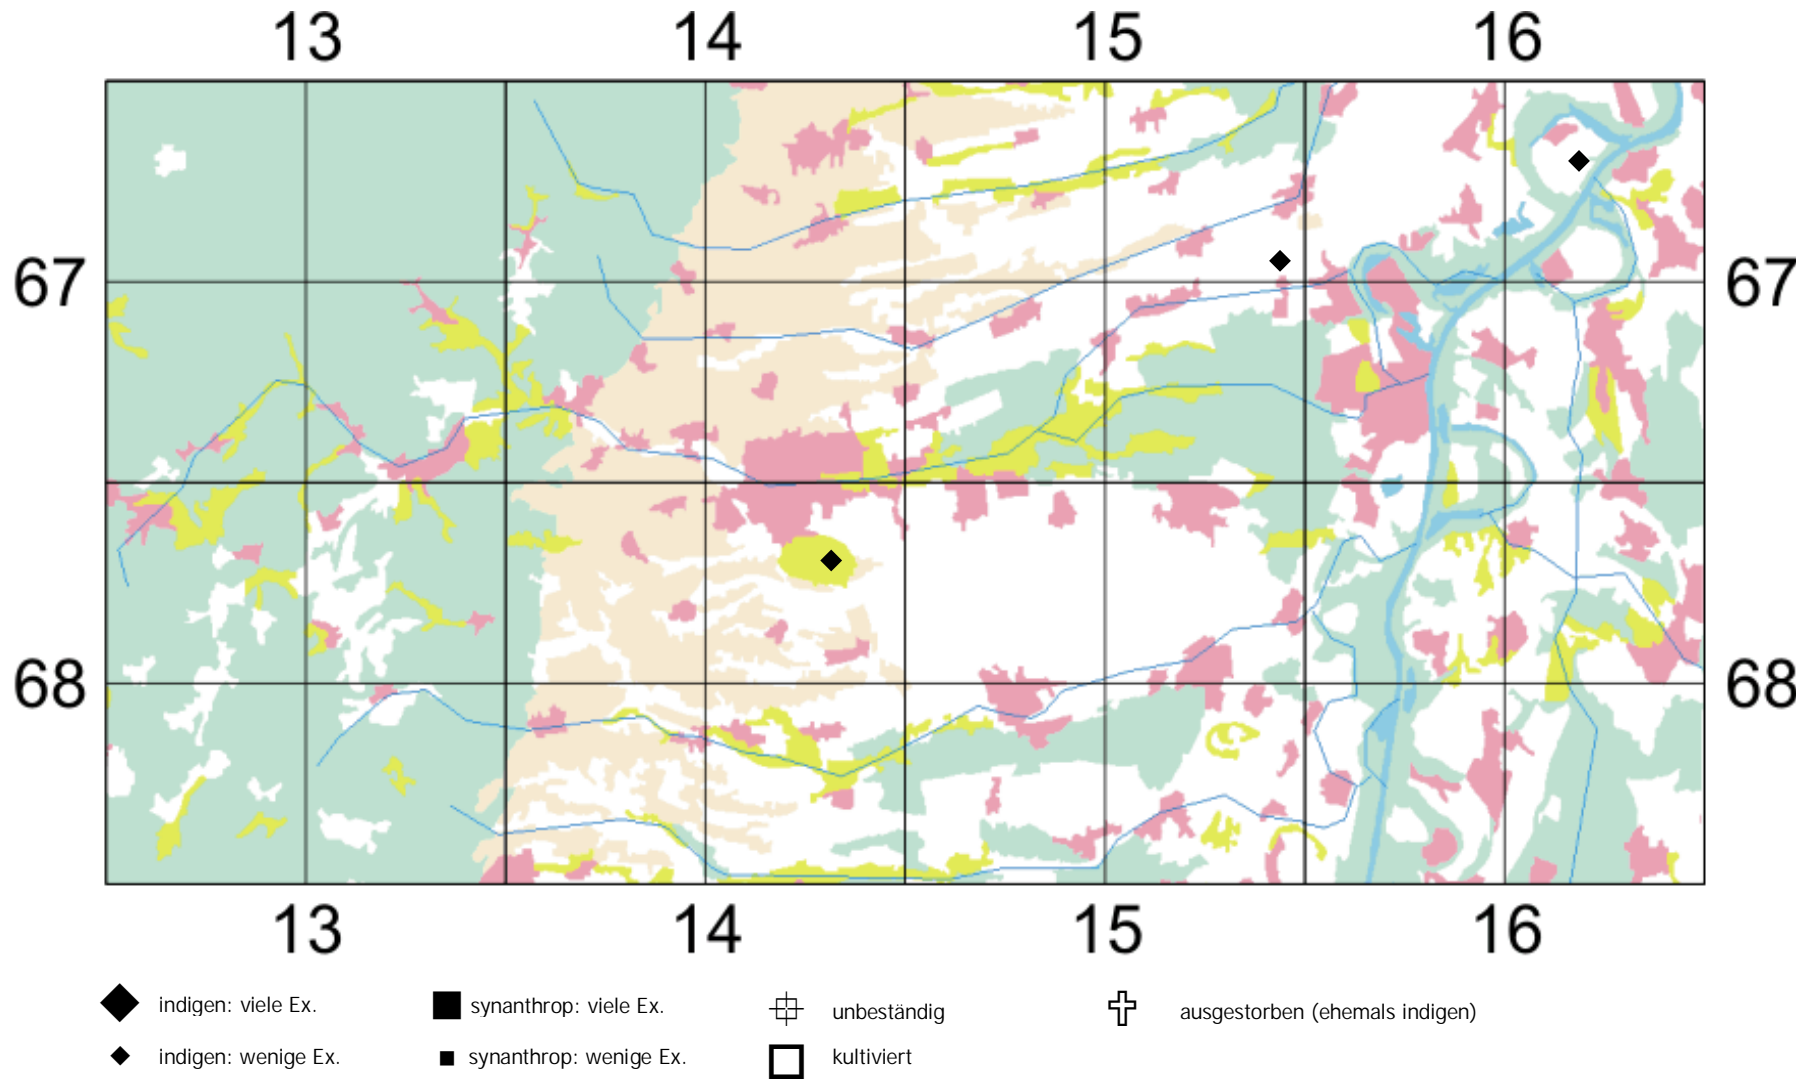 13 14 15 16
67 67
68 68
13 14 15 16
indigen: viele Ex. synanthrop: viele Ex. unbeständig ausgestorben (ehemals indigen)
indigen: wenige Ex. synanthrop: wenige Ex. kultiviert